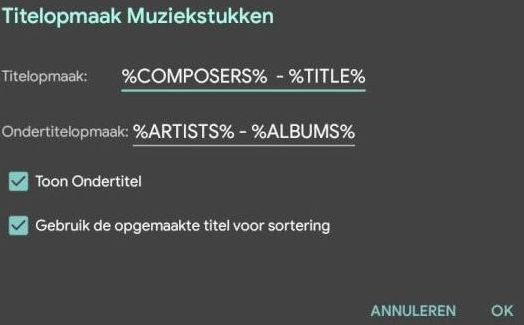 Titelopmaak Muziekstukken
Titelopmaak: %COMPOSERS% - %TITLE%
Ondertitelopmaak: %ARTISTS% - %ALBUMS%
Toon Ondertitel
Gebruik de opgemaakte titel voor sortering
ANNULEREN OK